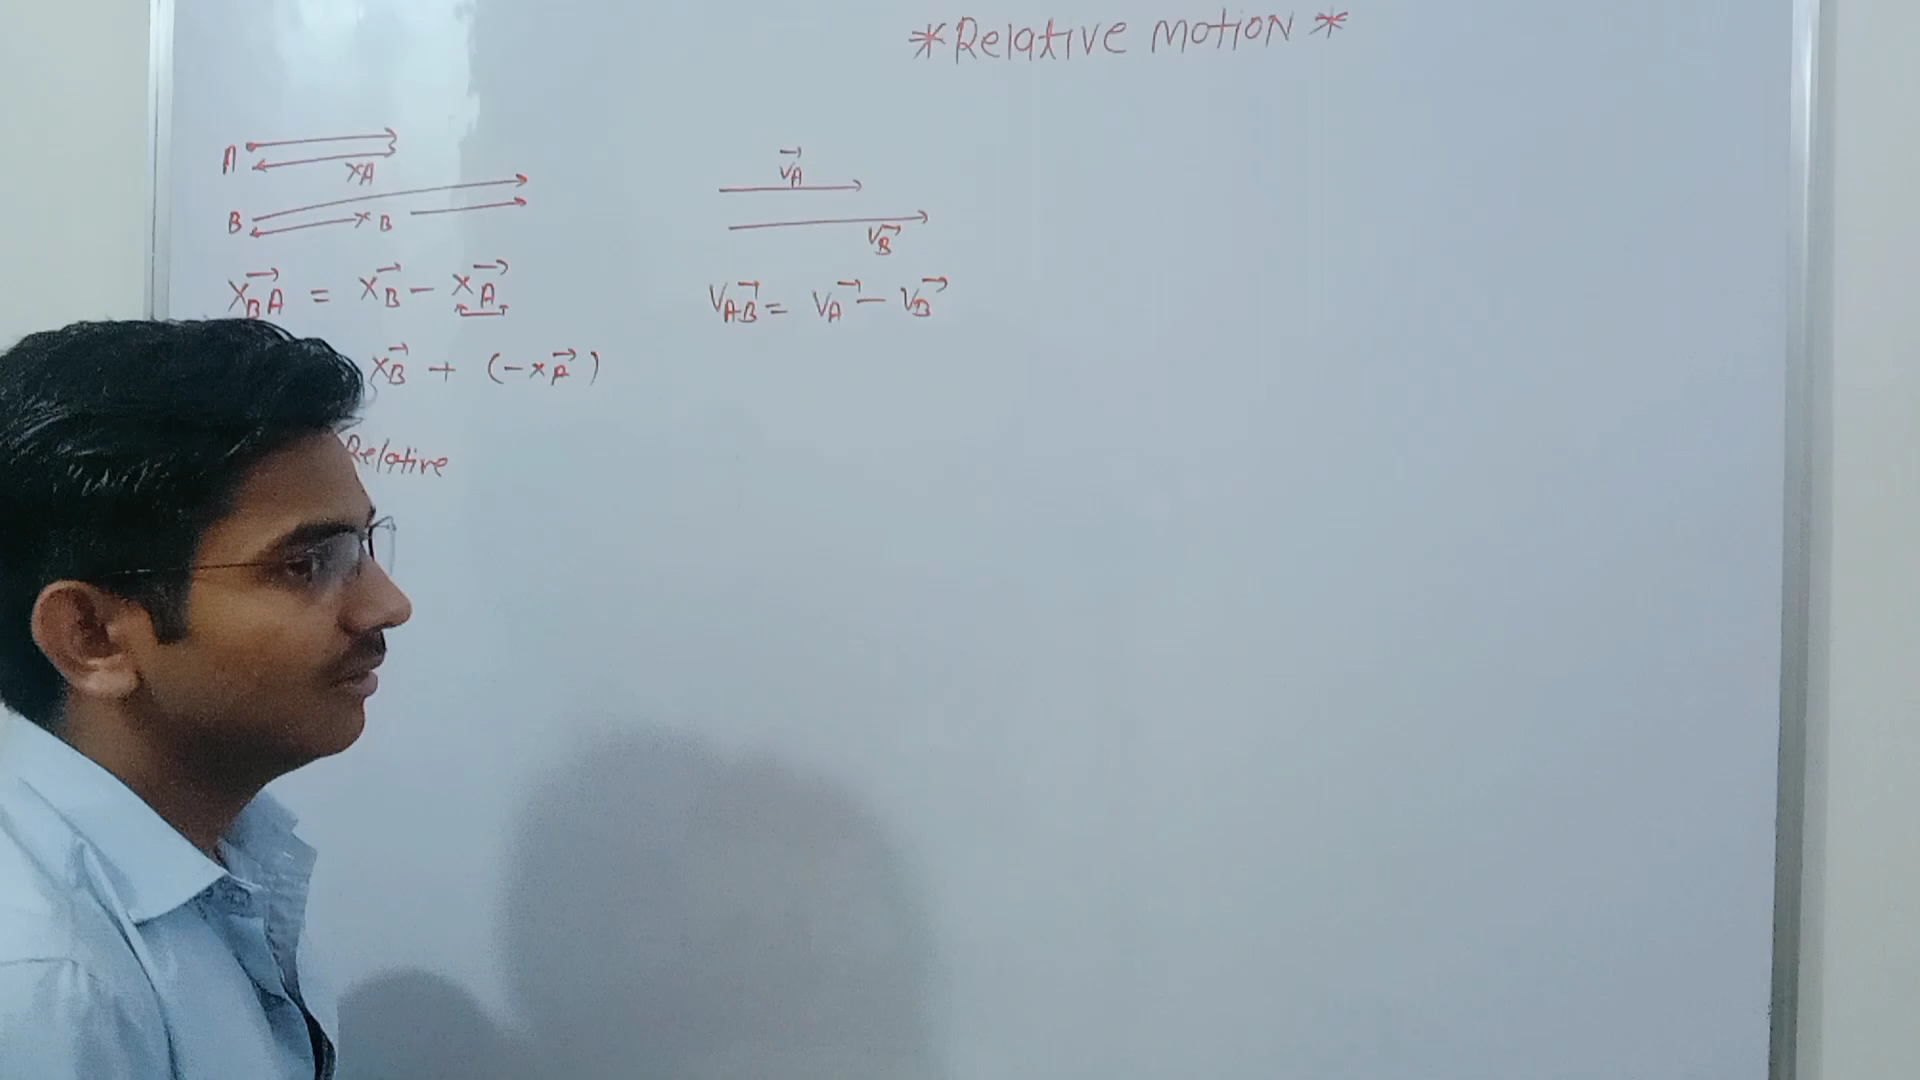 *Relative Motion*
A
xA
B
x B
xBA⃗ = xB⃗ - xA⃗
xB⃗ + (-xA⃗)
Relative
vA⃗
vB⃗
vAB⃗ = vA⃗ - vB⃗